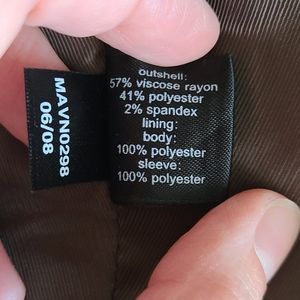 MAVN0298
06/08
outshell:
57% viscose rayon
41% polyester
2% spandex
lining:
body:
100% polyester
sleeve:
100% polyester